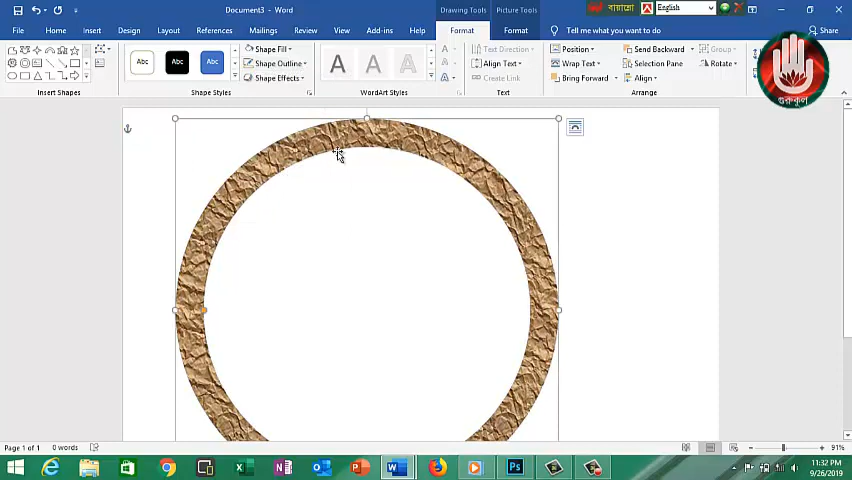 Document3 - Word
Drawing Tools
Picture Tools
বায়ান্নো
English
File
Home
Insert
Design
Layout
References
Mailings
Review
View
Add-ins
Help
Format
Format
Tell me what you want to do
Share
Abc
Abc
Abc
Shape Fill
Shape Outline
Shape Effects
A
A
A
Text Direction
Align Text
Create Link
Position
Wrap Text
Bring Forward
Send Backward
Selection Pane
Align
Group
Rotate
গুরুকুল
Insert Shapes
Shape Styles
WordArt Styles
Text
Arrange
Page 1 of 1
0 words
91%
11:32 PM
9/26/2019